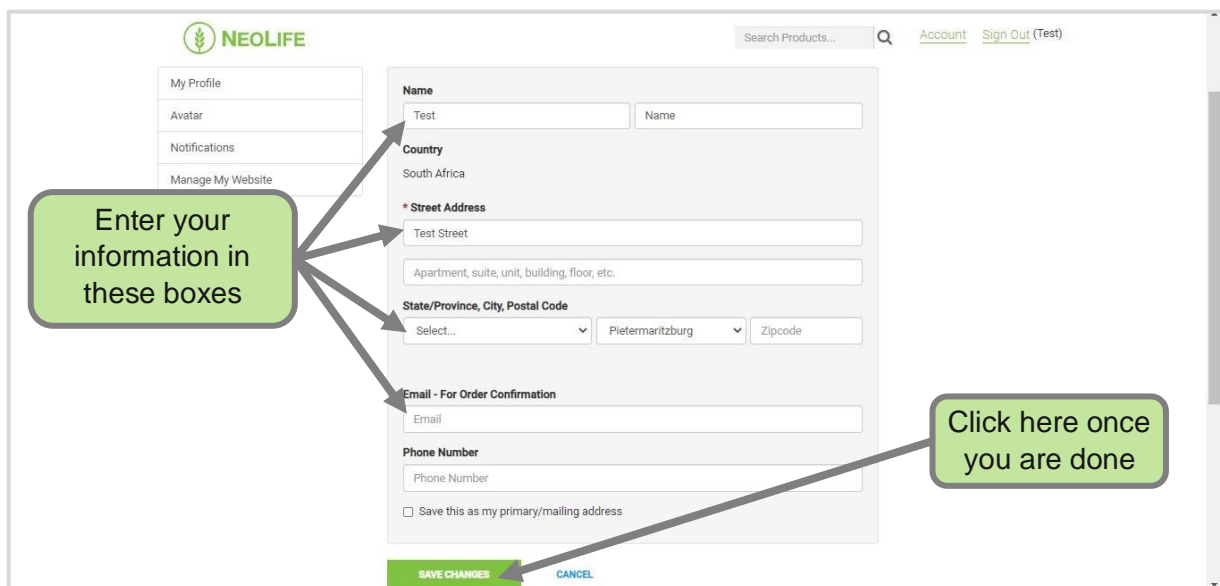 NEOLIFE
Search Products...
Account Sign Out (Test)
My Profile
Avatar
Notifications
Manage My Website
Name
Test Name
Country
South Africa
* Street Address
Test Street
Apartment, suite, unit, building, floor, etc.
State/Province, City, Postal Code
Select... Pietermaritzburg Zipcode
Email - For Order Confirmation
Email
Phone Number
Phone Number
Save this as my primary/mailing address
SAVE CHANGES CANCEL
Enter your
information in
these boxes
Click here once
you are done